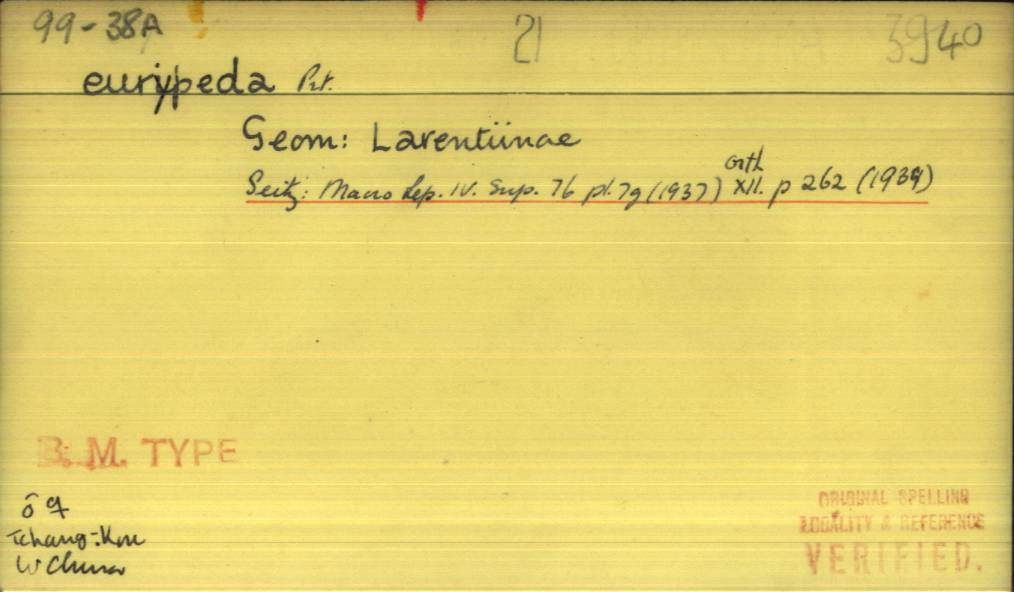 99-38A 21 3940
eurypeda Prt.
Geom: Larentiinae
Seitz: Macro Lep. IV. Sup. 76 pl. 7g (1937) Orth XII. p 262 (1939)
B. M. TYPE
♂ ♀
Tchang-Kou
W China
ORIGINAL SPELLING
LOCALITY & REFERENCE
VERIFIED.